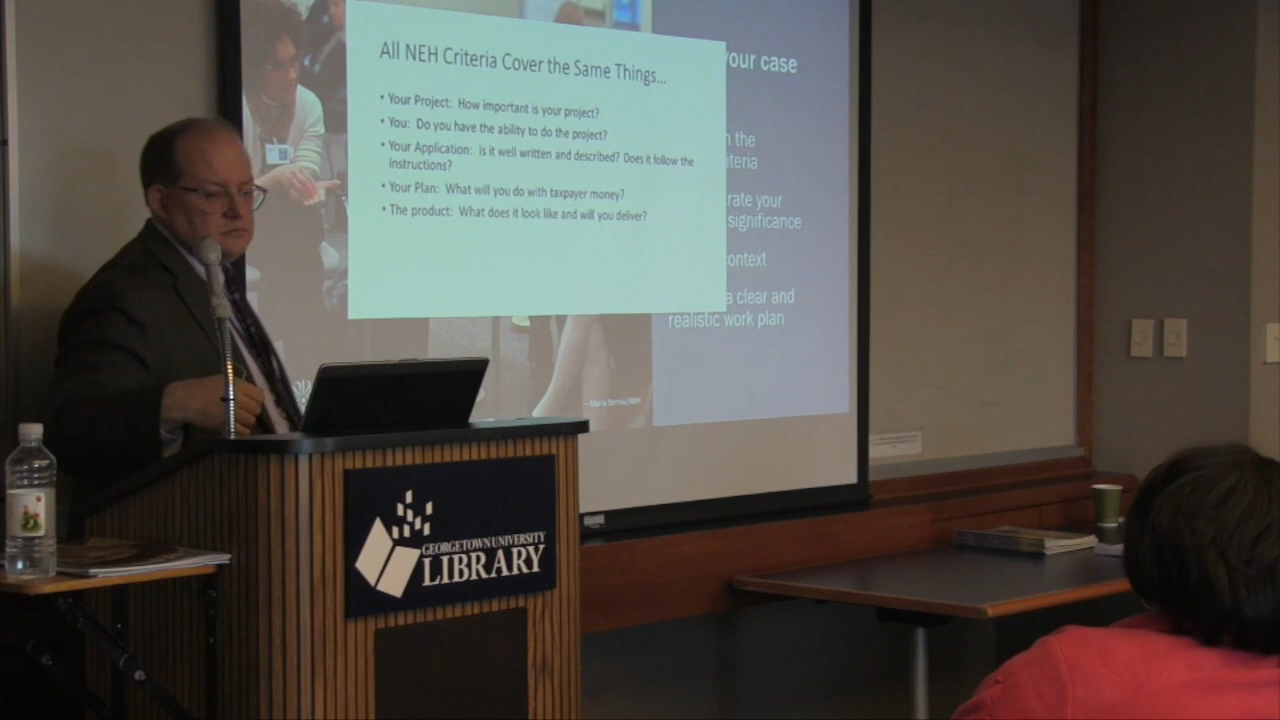 All NEH Criteria Cover the Same Things...
• Your Project: How important is your project?
• You: Do you have the ability to do the project?
• Your Application: Is it well written and described? Does it follow the
instructions?
• Your Plan: What will you do with taxpayer money?
• The product: What does it look like and will you deliver?
your case
the
rate your
significance
ontext
a clear and
realistic work plan
GEORGETOWN UNIVERSITY
LIBRARY